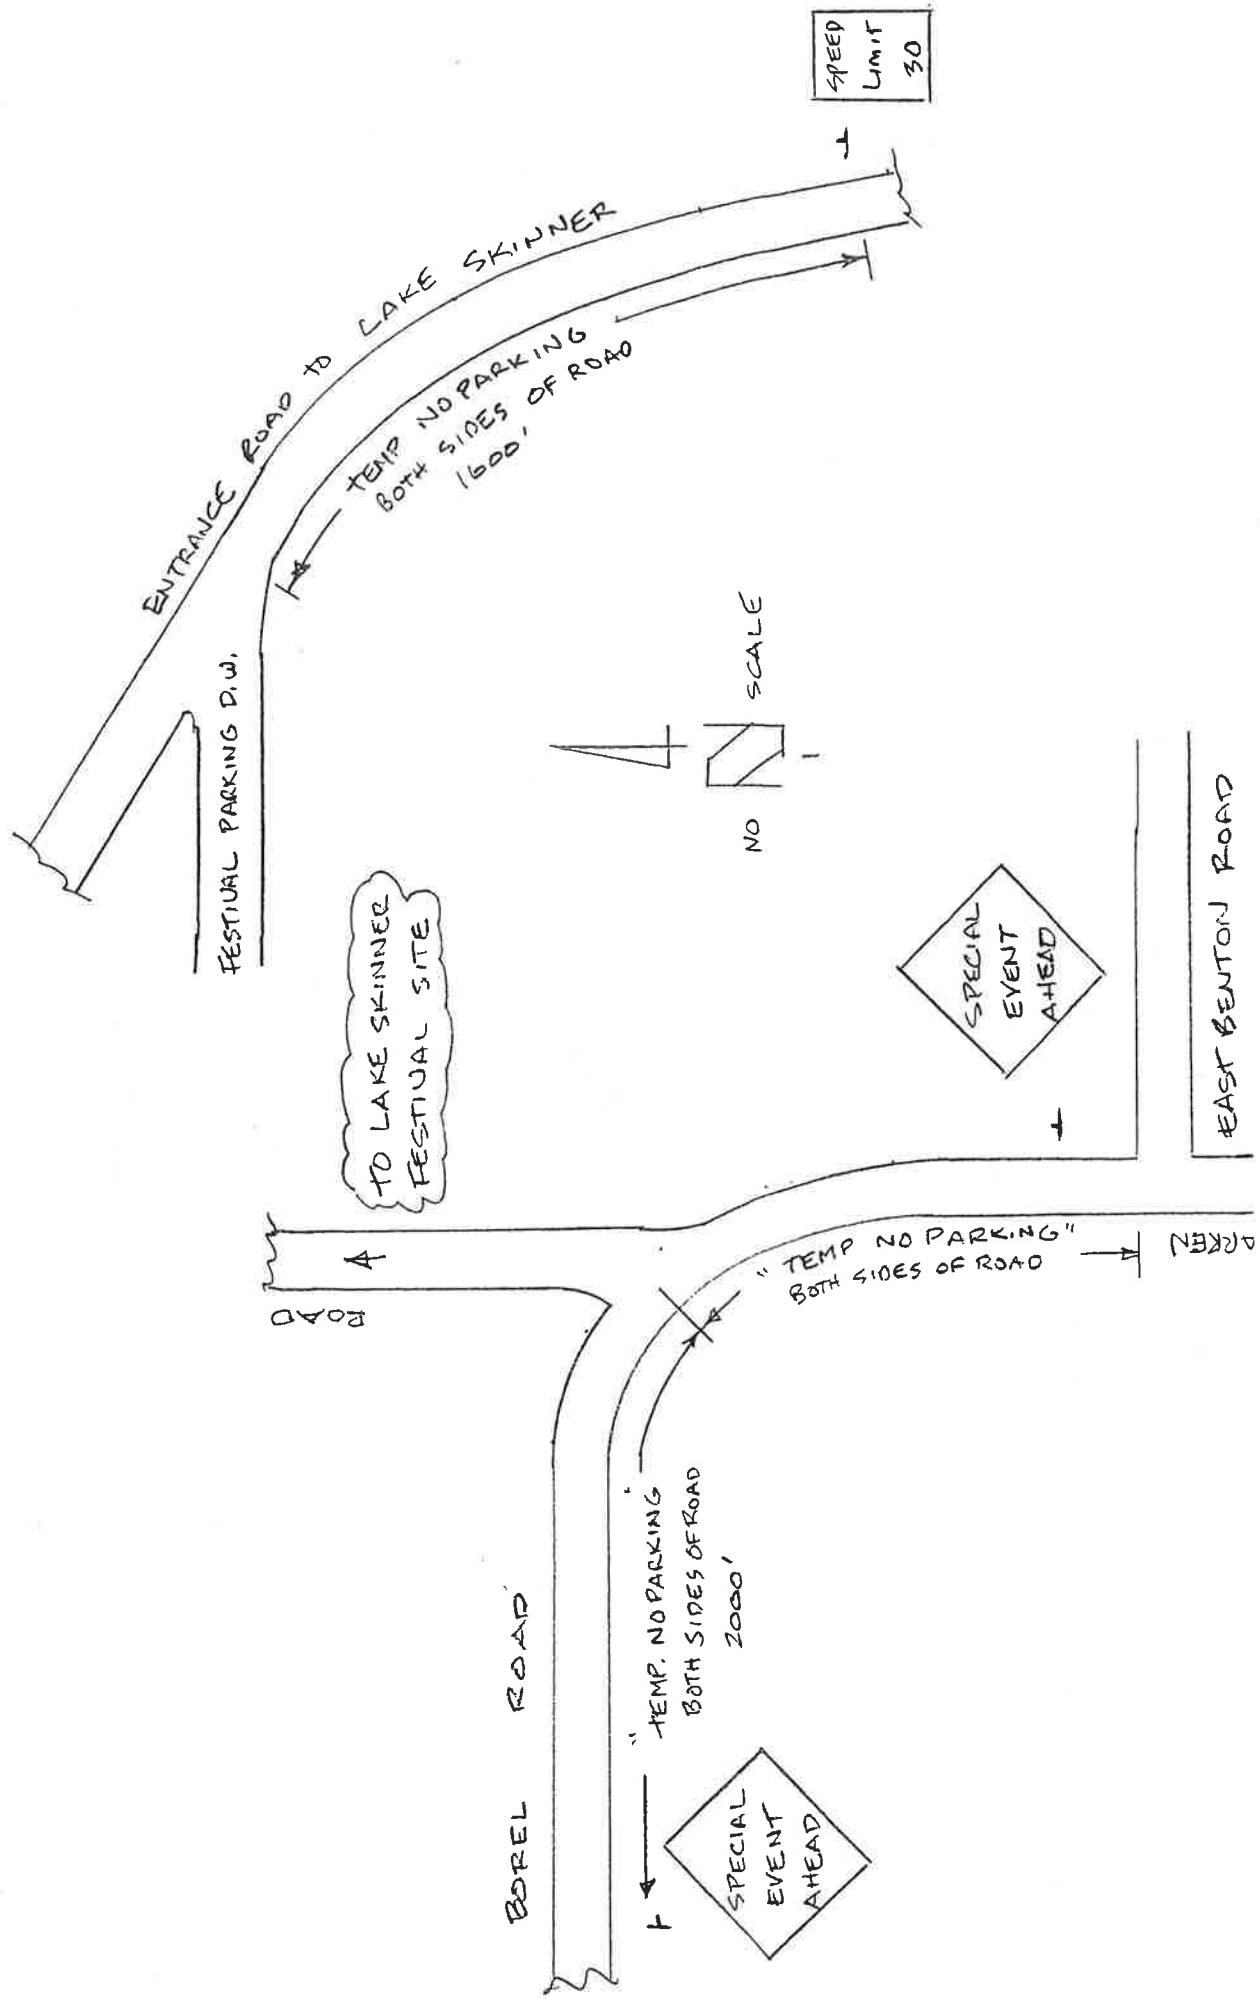 SPEED
LIMIT
30
ENTRANCE ROAD TO LAKE SKINNER
TEMP NO PARKING
BOTH SIDES OF ROAD
1600'
FESTIVAL PARKING D.W.
TO LAKE SKINNER
FESTIVAL SITE
N
NO SCALE
ROAD
SPECIAL
EVENT
AHEAD
EAST BENTON ROAD
"TEMP NO PARKING"
BOTH SIDES OF ROAD
ARREN
BOREL ROAD
"TEMP. NO PARKING"
BOTH SIDES OF ROAD
2000'
SPECIAL
EVENT
AHEAD